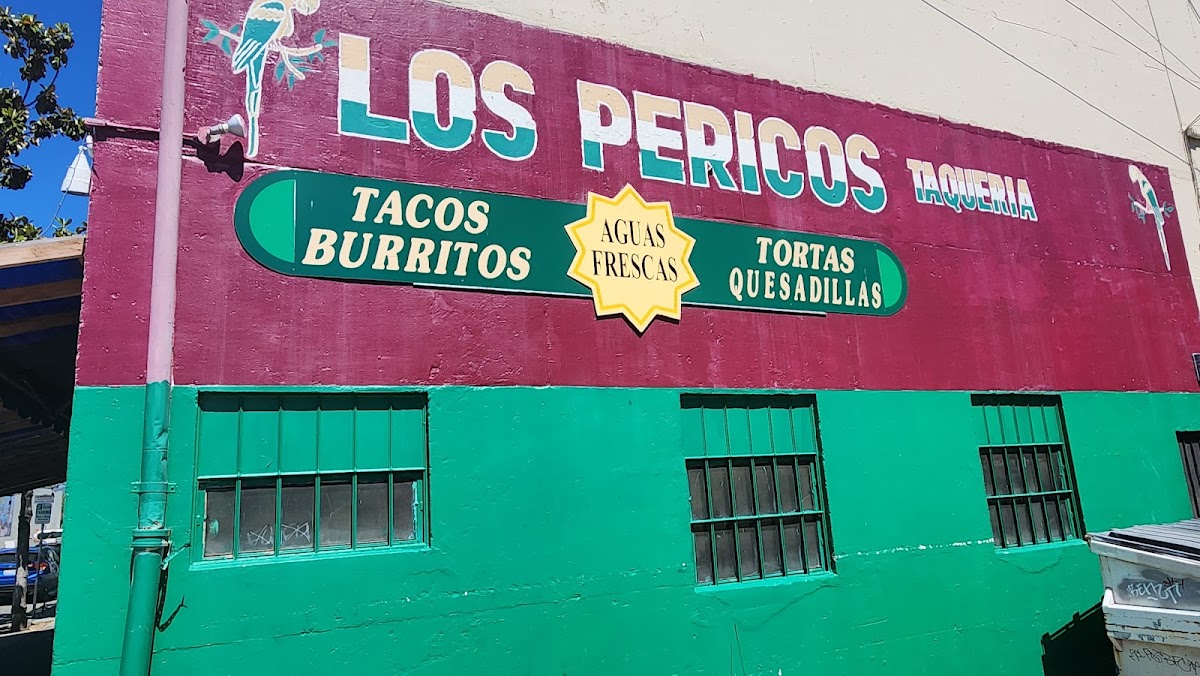 LOS PERICOS TAQUERIA
TACOS
BURRITOS
AGUAS
FRESCAS
TORTAS
QUESADILLAS